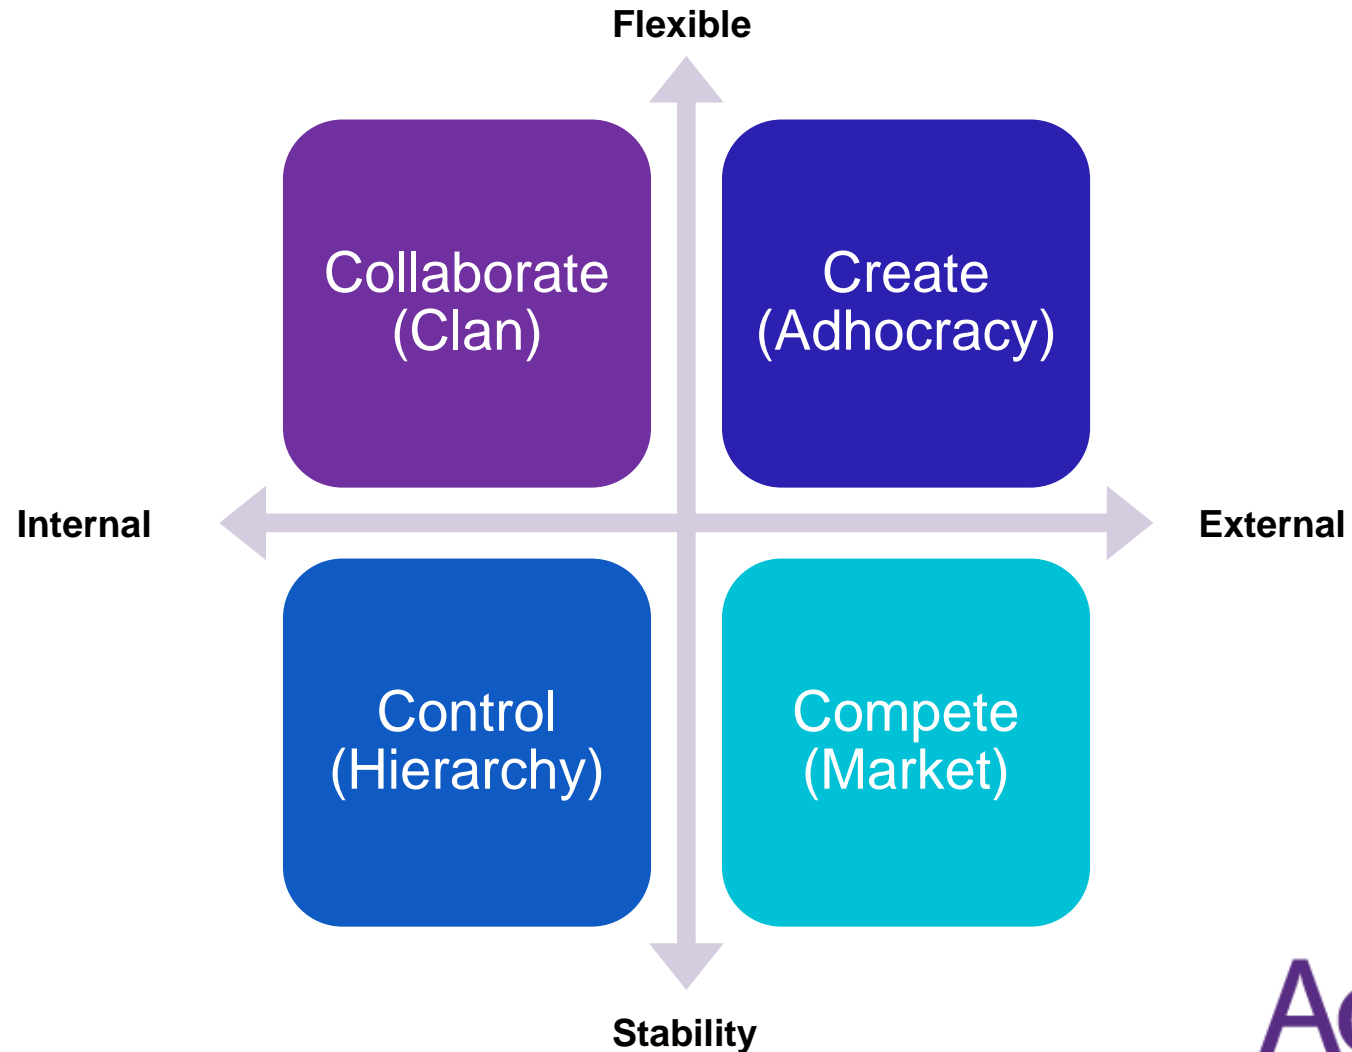 Flexible
Collaborate
(Clan)
Create
(Adhocracy)
Internal
External
Control
(Hierarchy)
Compete
(Market)
Stability